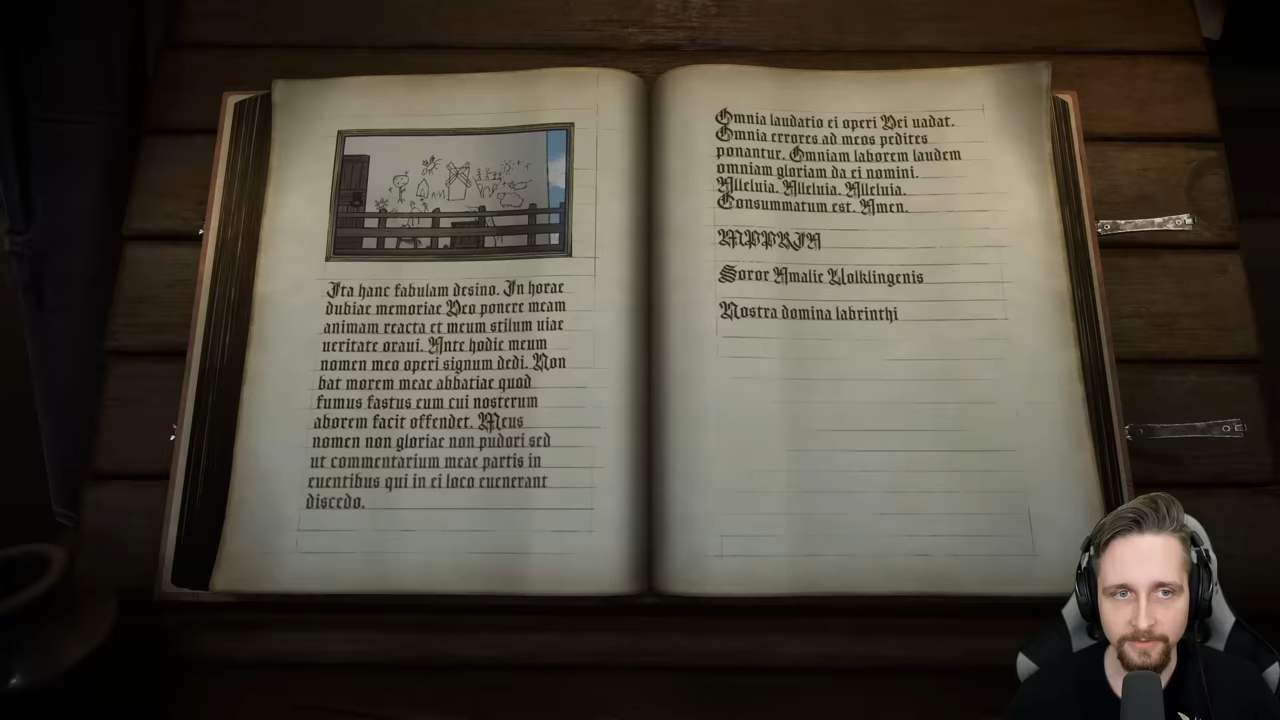 Ita hanc fabulam desino. In horae
dubiae memoriae Deo ponere meam
animam reacta et meum stilum uiae
ueritate oraui. Ante hodie meum
nomen meo operi signum dedi. Non
hat morem meae abbatiae quod
fumus fastus eum cui nosterum
aborem facit offendet. Meus
nomen non gloriae non pudori sed
ut commentarium meae partis in
euentibus qui in ei loco euenerant
discedo.
Omnia laudatio ei operi Dei uadat.
Omnia errores ad meos pedites
ponantur. Omniam laborem laudem
omniam gloriam da ei nomini.
Alleluia. Alleluia. Alleluia.
Consummatum est. Amen.
Soror Amalie Volklingenis
Nostra domina labrinthi